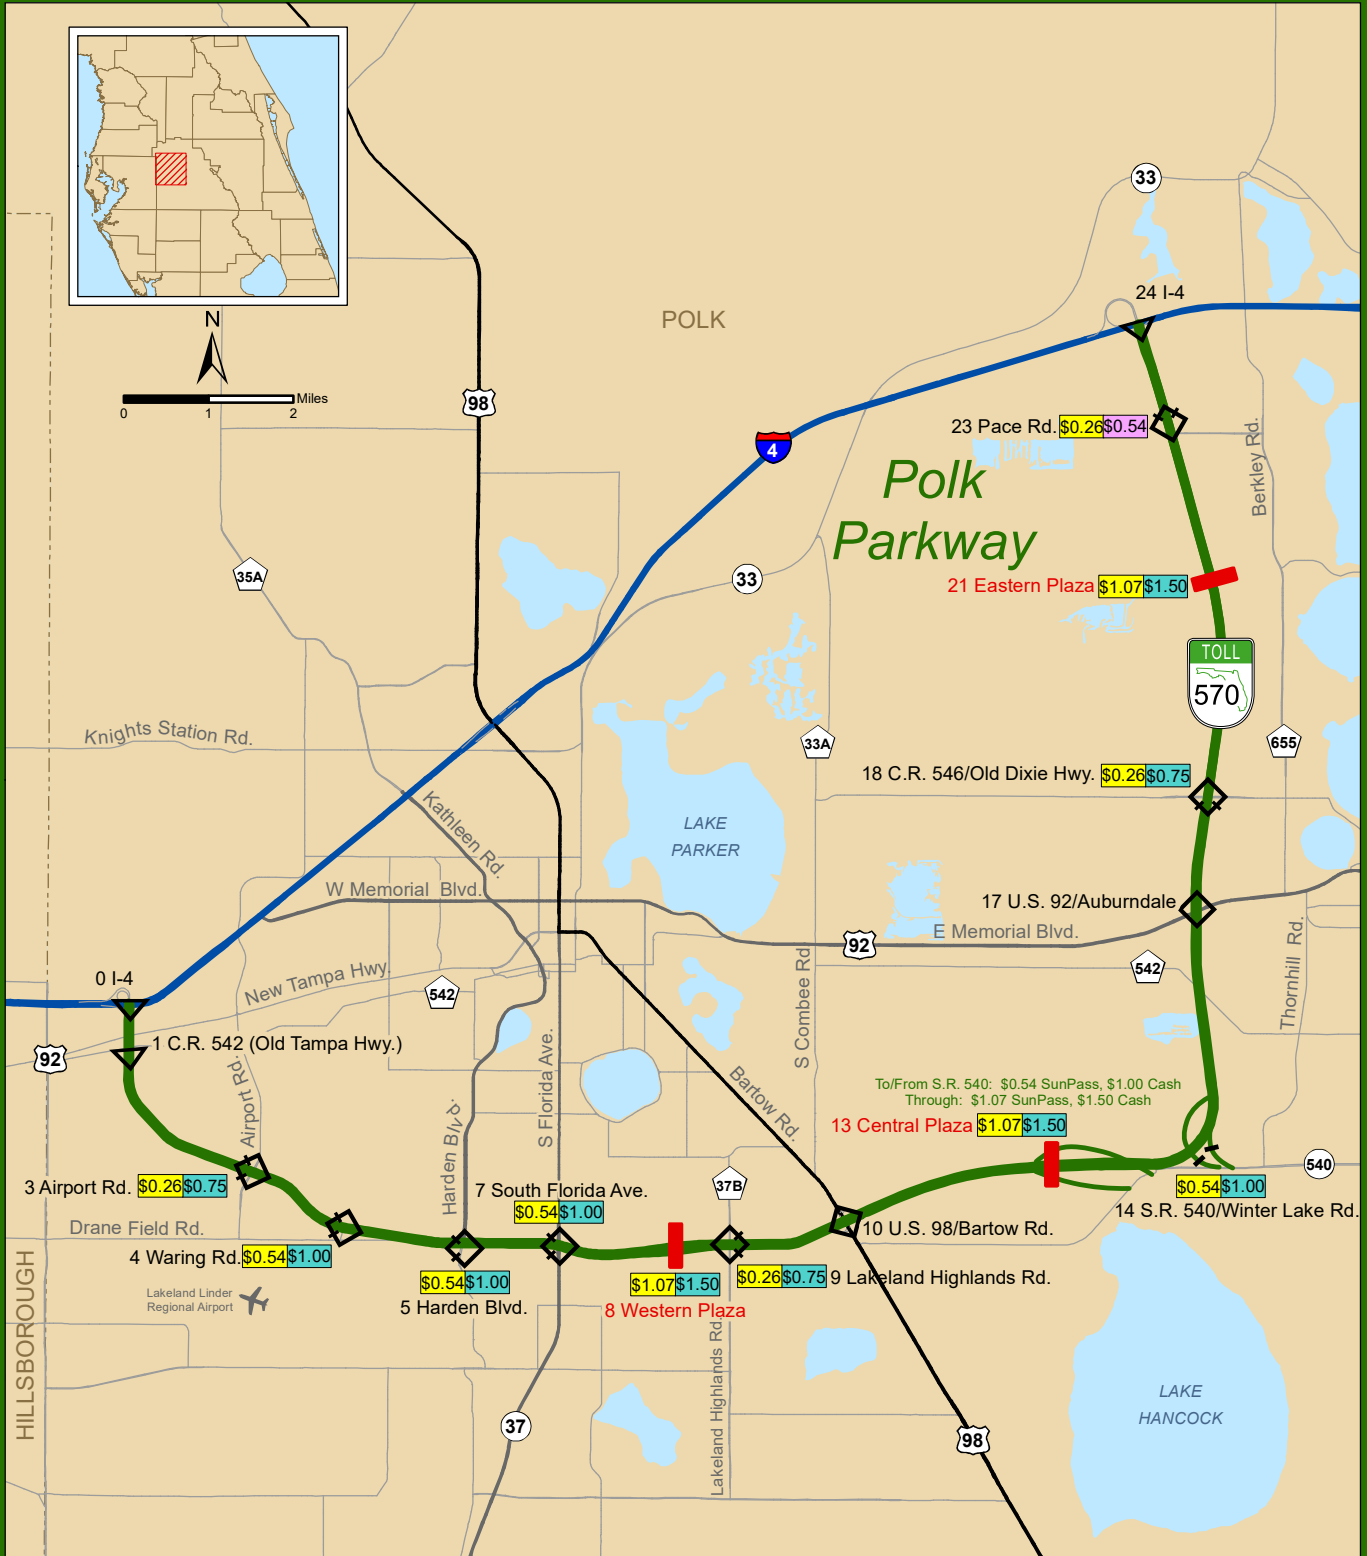 33
24 I-4
N
POLK
Miles
0 1 2
98
23 Pace Rd. $0.26 $0.54
4
Polk
Parkway
Berkley Rd.
35A
33
21 Eastern Plaza $1.07 $1.50
TOLL
570
Knights Station Rd.
33A
655
18 C.R. 546/Old Dixie Hwy. $0.26 $0.75
Kathleen Rd.
LAKE
PARKER
W Memorial Blvd.
17 U.S. 92/Auburndale
E Memorial Blvd.
92
0 I-4
New Tampa Hwy.
542
542
Thornhill Rd.
S Combee Rd.
1 C.R. 542 (Old Tampa Hwy.)
92
Airport Rd.
S Florida Ave.
Bartow Rd.
Harden Blvd.
To/From S.R. 540: $0.54 SunPass, $1.00 Cash
Through: $1.07 SunPass, $1.50 Cash
13 Central Plaza $1.07 $1.50
540
3 Airport Rd. $0.26 $0.75
7 South Florida Ave.
$0.54 $1.00
37B
$0.54 $1.00
14 S.R. 540/Winter Lake Rd.
Drane Field Rd.
10 U.S. 98/Bartow Rd.
4 Waring Rd. $0.54 $1.00
$0.54 $1.00
5 Harden Blvd.
$1.07 $1.50
8 Western Plaza
$0.26 $0.75 9 Lakeland Highlands Rd.
Lakeland Linder
Regional Airport
HILLSBOROUGH
Lakeland Highlands Rd.
LAKE
HANCOCK
37
98